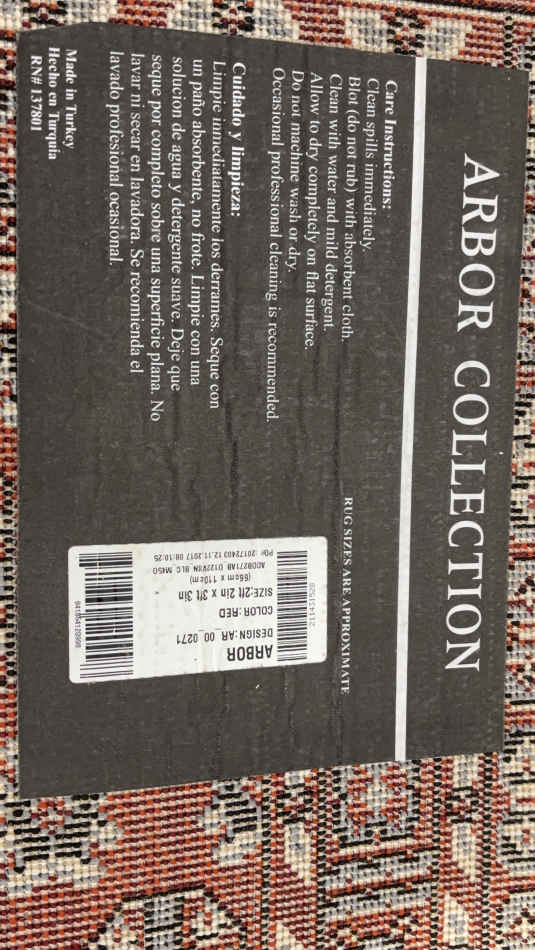 ARBOR COLLECTION
Care Instructions:
Clean spills immediately.
Blot (do not rub) with absorbent cloth.
Clean with water and mild detergent.
Allow to dry completely on flat surface.
Do not machine wash or dry.
Occasional professional cleaning is recommended.
Cuidado y limpieza:
Limpie inmediatamente los derrames. Seque con
un paño absorbente, no frote. Limpie con una
solucion de agua y detergente suave. Deje que
seque por completo sobre una superficie plana. No
lavar ni secar en lavadora. Se recomienda el
lavado profesional ocasional.
Made in Turkey
Hecho en Turquía
RN# 137801
RUG SIZES ARE APPROXIMATE
ARBOR
DESIGN:AR_00_0271
COLOR:RED
SIZE:2ft 2in x 3ft 3in
(66cm x 110cm)